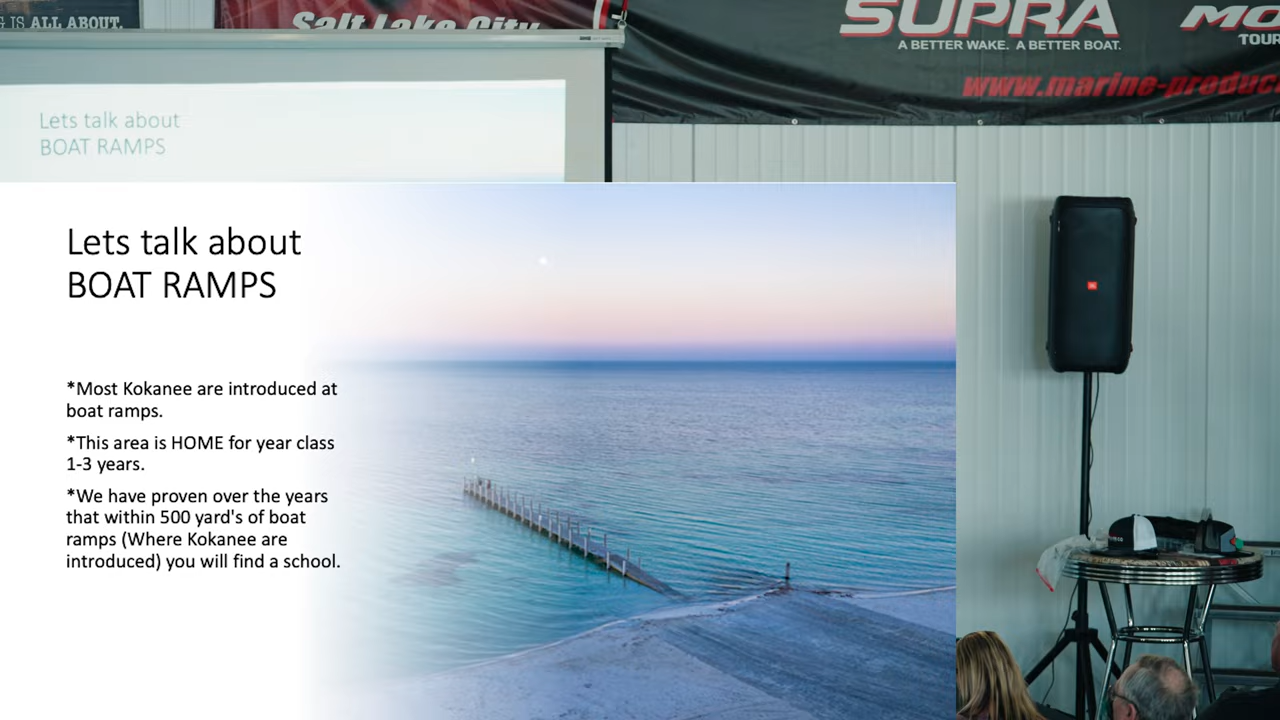 IS ALL ABOUT.
Salt Lake City
SUPRA
A BETTER WAKE. A BETTER BOAT.
TOUR
Lets talk about
BOAT RAMPS
Lets talk about
BOAT RAMPS
*Most Kokanee are introduced at
boat ramps.
*This area is HOME for year class
1-3 years.
*We have proven over the years
that within 500 yard's of boat
ramps (Where Kokanee are
introduced) you will find a school.
JBL